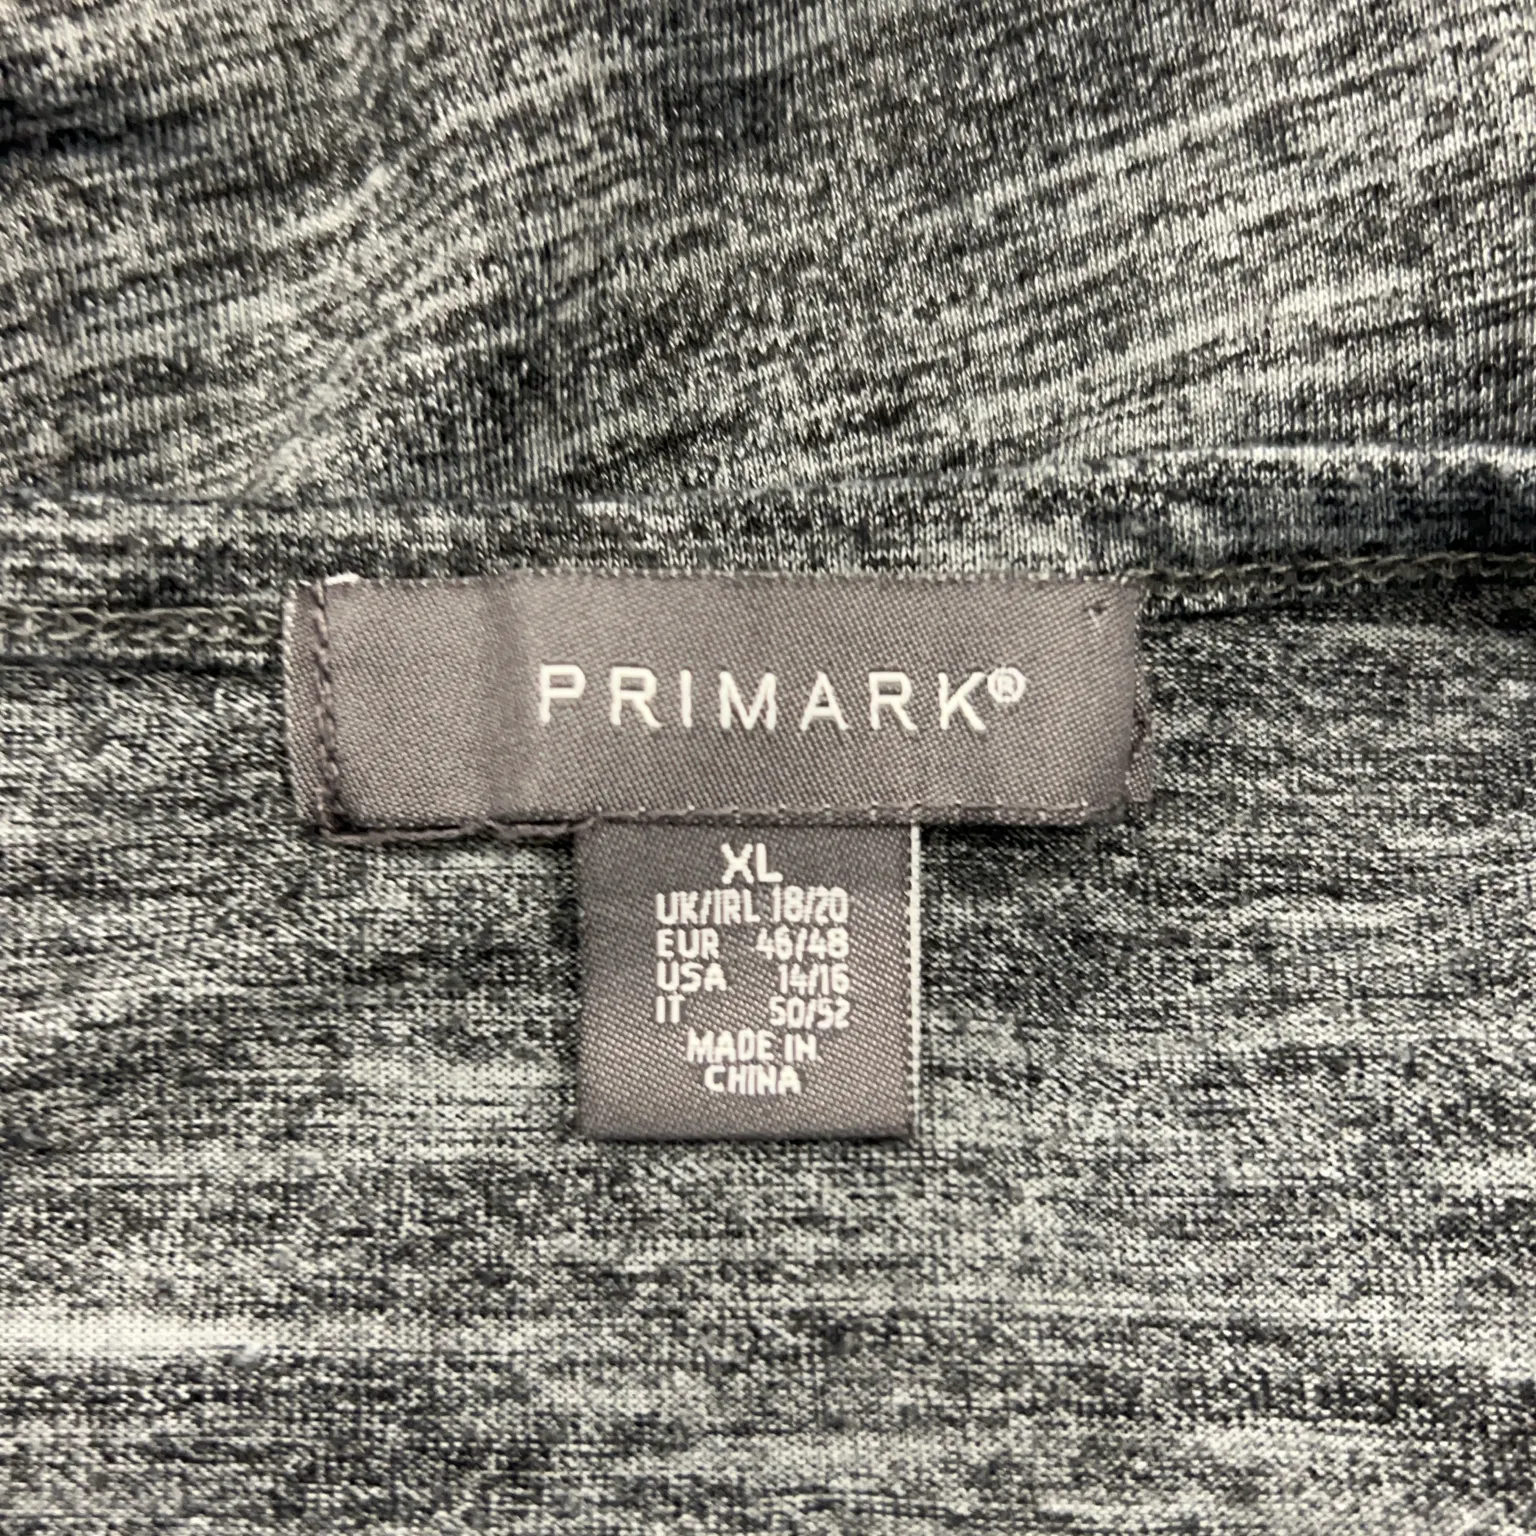 PRIMARK®
XL
UK/IRL 18/20
EUR 46/48
USA 14/16
IT 50/52
MADE IN
CHINA